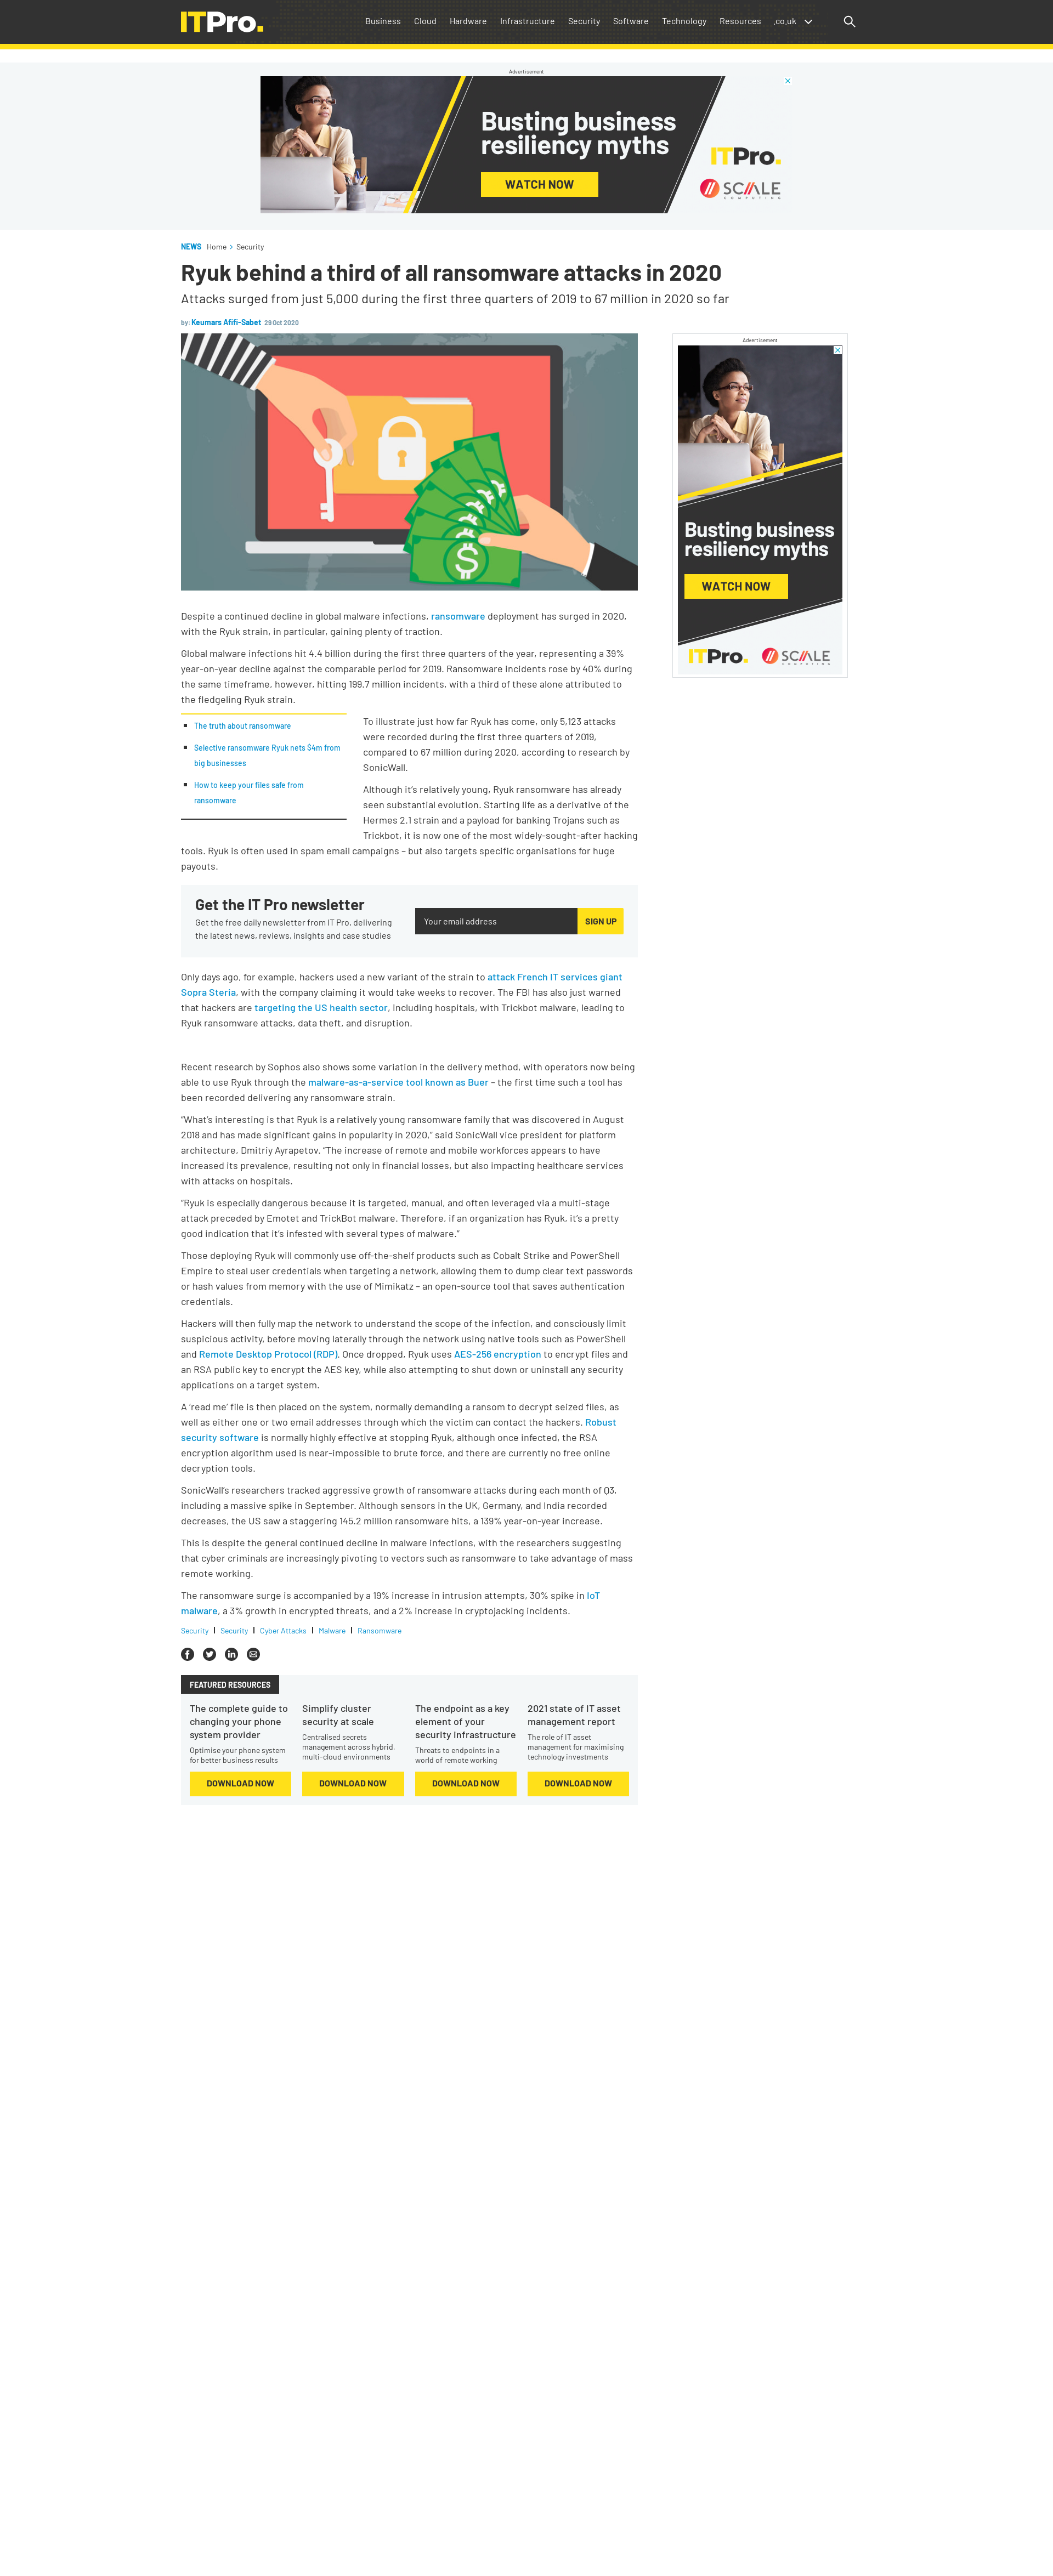 ITPro.
Business Cloud Hardware Infrastructure Security Software Technology Resources .co.uk
Advertisement
Busting business
resiliency myths
WATCH NOW
ITPro.
SCALE
COMPUTING
NEWS Home > Security
Ryuk behind a third of all ransomware attacks in 2020
Attacks surged from just 5,000 during the first three quarters of 2019 to 67 million in 2020 so far
by: Keumars Afifi-Sabet 29 Oct 2020
Advertisement
Busting business
resiliency myths
WATCH NOW
ITPro.
SCALE
COMPUTING
$
Despite a continued decline in global malware infections, ransomware deployment has surged in 2020,
with the Ryuk strain, in particular, gaining plenty of traction.
Global malware infections hit 4.4 billion during the first three quarters of the year, representing a 39%
year-on-year decline against the comparable period for 2019. Ransomware incidents rose by 40% during
the same timeframe, however, hitting 199.7 million incidents, with a third of these alone attributed to
the fledgeling Ryuk strain.
The truth about ransomware
Selective ransomware Ryuk nets $4m from
big businesses
How to keep your files safe from
ransomware
To illustrate just how far Ryuk has come, only 5,123 attacks
were recorded during the first three quarters of 2019,
compared to 67 million during 2020, according to research by
SonicWall.
Although it's relatively young, Ryuk ransomware has already
seen substantial evolution. Starting life as a derivative of the
Hermes 2.1 strain and a payload for banking Trojans such as
Trickbot, it is now one of the most widely-sought-after hacking
tools. Ryuk is often used in spam email campaigns – but also targets specific organisations for huge
payouts.
Get the IT Pro newsletter
Get the free daily newsletter from IT Pro, delivering
the latest news, reviews, insights and case studies
Your email address
SIGN UP
Only days ago, for example, hackers used a new variant of the strain to attack French IT services giant
Sopra Steria, with the company claiming it would take weeks to recover. The FBI has also just warned
that hackers are targeting the US health sector, including hospitals, with Trickbot malware, leading to
Ryuk ransomware attacks, data theft, and disruption.
Recent research by Sophos also shows some variation in the delivery method, with operators now being
able to use Ryuk through the malware-as-a-service tool known as Buer – the first time such a tool has
been recorded delivering any ransomware strain.
“What's interesting is that Ryuk is a relatively young ransomware family that was discovered in August
2018 and has made significant gains in popularity in 2020,” said SonicWall vice president for platform
architecture, Dmitriy Ayrapetov. “The increase of remote and mobile workforces appears to have
increased its prevalence, resulting not only in financial losses, but also impacting healthcare services
with attacks on hospitals.
“Ryuk is especially dangerous because it is targeted, manual, and often leveraged via a multi-stage
attack preceded by Emotet and TrickBot malware. Therefore, if an organization has Ryuk, it's a pretty
good indication that it's infested with several types of malware.”
Those deploying Ryuk will commonly use off-the-shelf products such as Cobalt Strike and PowerShell
Empire to steal user credentials when targeting a network, allowing them to dump clear text passwords
or hash values from memory with the use of Mimikatz – an open-source tool that saves authentication
credentials.
Hackers will then fully map the network to understand the scope of the infection, and consciously limit
suspicious activity, before moving laterally through the network using native tools such as PowerShell
and Remote Desktop Protocol (RDP). Once dropped, Ryuk uses AES-256 encryption to encrypt files and
an RSA public key to encrypt the AES key, while also attempting to shut down or uninstall any security
applications on a target system.
A 'read me' file is then placed on the system, normally demanding a ransom to decrypt seized files, as
well as either one or two email addresses through which the victim can contact the hackers. Robust
security software is normally highly effective at stopping Ryuk, although once infected, the RSA
encryption algorithm used is near-impossible to brute force, and there are currently no free online
decryption tools.
SonicWall's researchers tracked aggressive growth of ransomware attacks during each month of Q3,
including a massive spike in September. Although sensors in the UK, Germany, and India recorded
decreases, the US saw a staggering 145.2 million ransomware hits, a 139% year-on-year increase.
This is despite the general continued decline in malware infections, with the researchers suggesting
that cyber criminals are increasingly pivoting to vectors such as ransomware to take advantage of mass
remote working.
The ransomware surge is accompanied by a 19% increase in intrusion attempts, 30% spike in IoT
malware, a 3% growth in encrypted threats, and a 2% increase in cryptojacking incidents.
Security | Security | Cyber Attacks | Malware | Ransomware
FEATURED RESOURCES
The complete guide to
changing your phone
system provider
Optimise your phone system
for better business results
DOWNLOAD NOW
Simplify cluster
security at scale
Centralised secrets
management across hybrid,
multi-cloud environments
DOWNLOAD NOW
The endpoint as a key
element of your
security infrastructure
Threats to endpoints in a
world of remote working
DOWNLOAD NOW
2021 state of IT asset
management report
The role of IT asset
management for maximising
technology investments
DOWNLOAD NOW